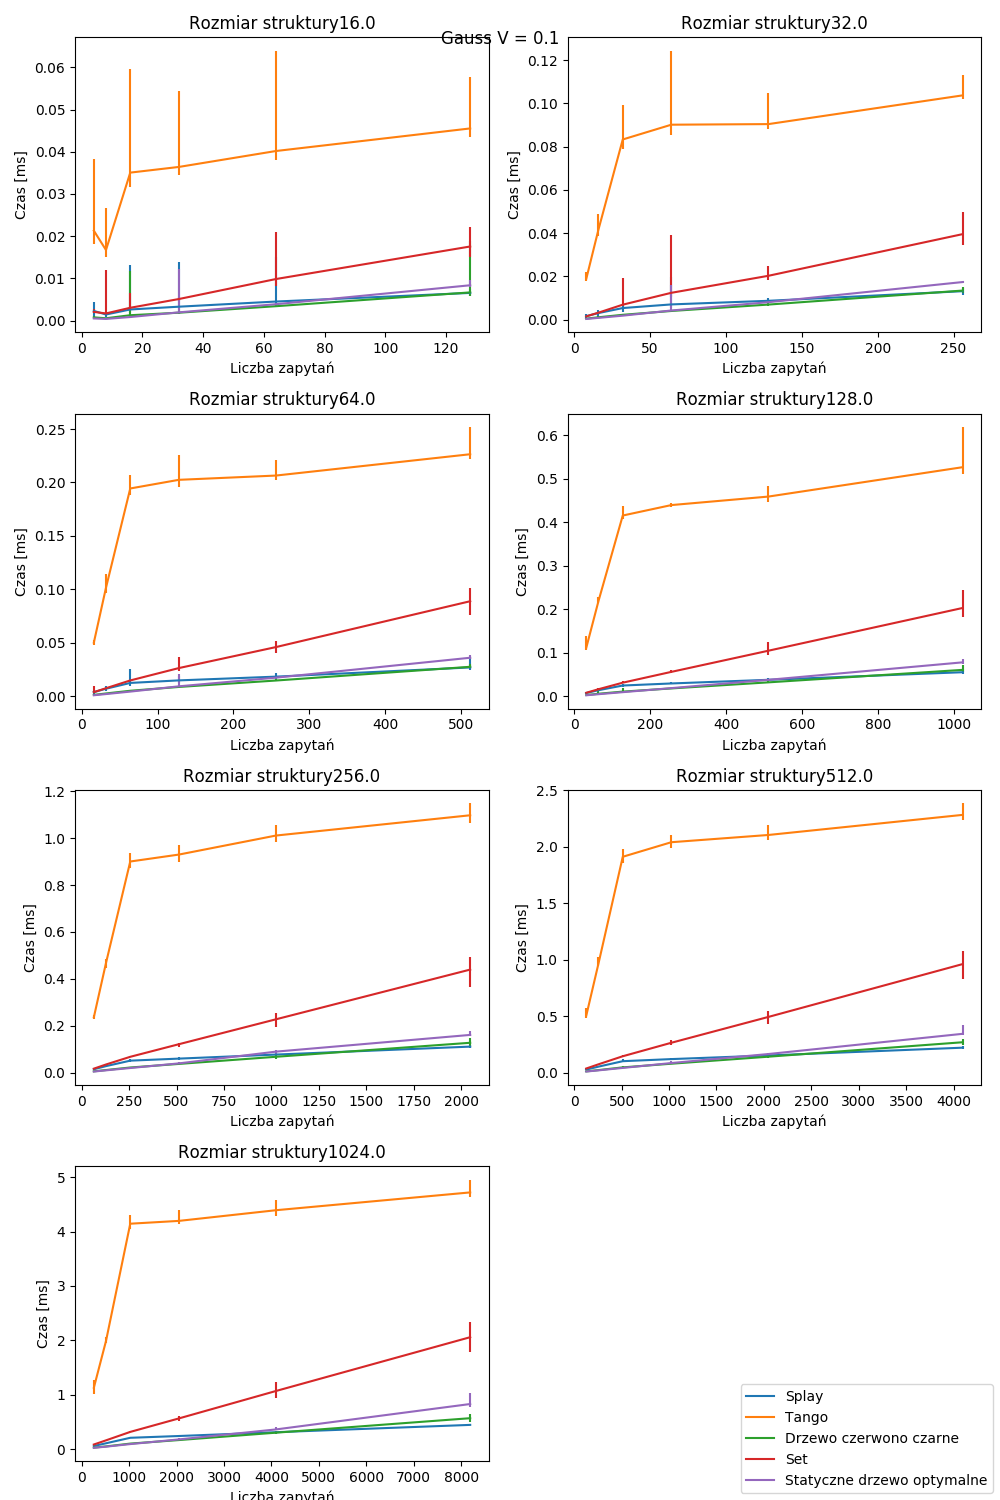 Gauss V = 0.1
Rozmiar struktury16.0
0.06
0.05
0.04
0.03
0.02
0.01
0.00
Czas [ms]
0 20 40 60 80 100 120
Liczba zapytań
Rozmiar struktury32.0
0.12
0.10
0.08
0.06
0.04
0.02
0.00
Czas [ms]
0 50 100 150 200 250
Liczba zapytań
Rozmiar struktury64.0
0.25
0.20
0.15
0.10
0.05
0.00
Czas [ms]
0 100 200 300 400 500
Liczba zapytań
Rozmiar struktury128.0
0.6
0.5
0.4
0.3
0.2
0.1
0.0
Czas [ms]
0 200 400 600 800 1000
Liczba zapytań
Rozmiar struktury256.0
1.2
1.0
0.8
0.6
0.4
0.2
0.0
Czas [ms]
0 250 500 750 1000 1250 1500 1750 2000
Liczba zapytań
Rozmiar struktury512.0
2.5
2.0
1.5
1.0
0.5
0.0
Czas [ms]
0 500 1000 1500 2000 2500 3000 3500 4000
Liczba zapytań
Rozmiar struktury1024.0
5
4
3
2
1
0
Czas [ms]
0 1000 2000 3000 4000 5000 6000 7000 8000
Liczba zapytań
Splay
Tango
Drzewo czerwono czarne
Set
Statyczne drzewo optymalne